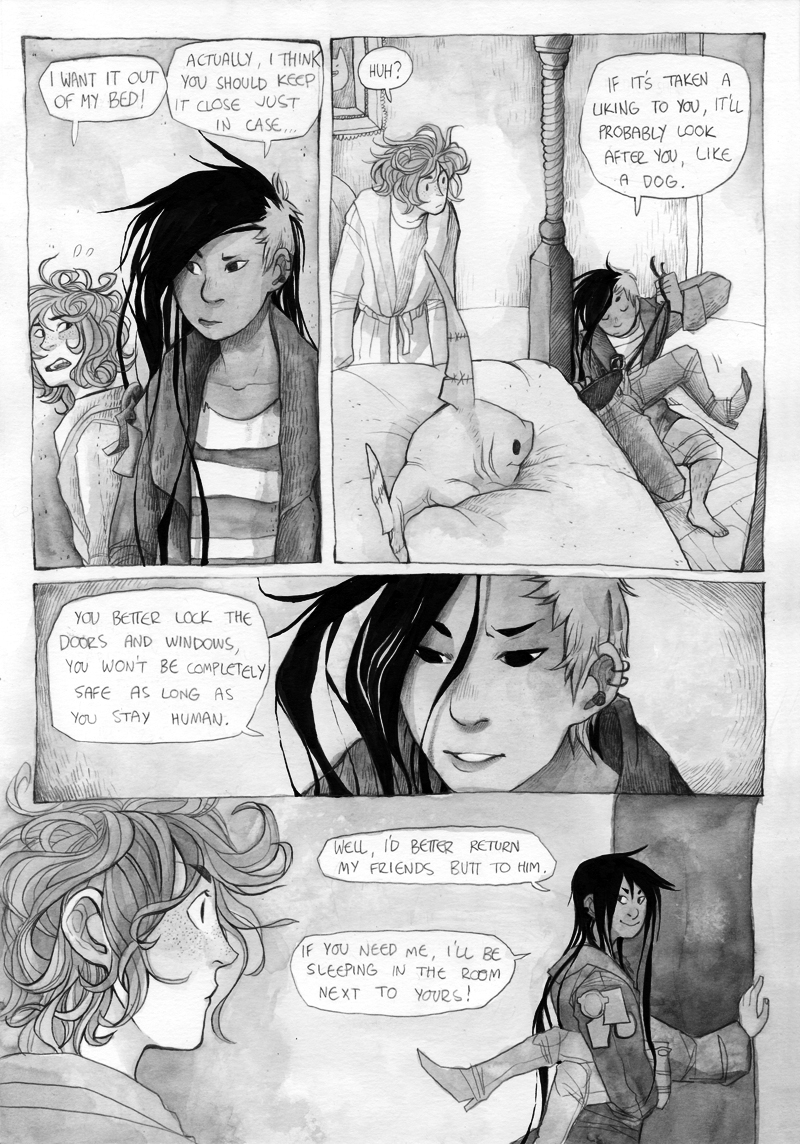 I WANT IT OUT
OF MY BED!
ACTUALLY, I THINK
YOU SHOULD KEEP
IT CLOSE JUST
IN CASE...
HUH?
IF IT'S TAKEN A
LIKING TO YOU, IT'LL
PROBABLY LOOK
AFTER YOU, LIKE
A DOG.
YOU BETTER LOCK THE
DOORS AND WINDOWS,
YOU WON'T BE COMPLETELY
SAFE AS LONG AS
YOU STAY HUMAN.
WELL, I'D BETTER RETURN
MY FRIENDS BUTT TO HIM.
IF YOU NEED ME, I'LL BE
SLEEPING IN THE ROOM
NEXT TO YOURS!